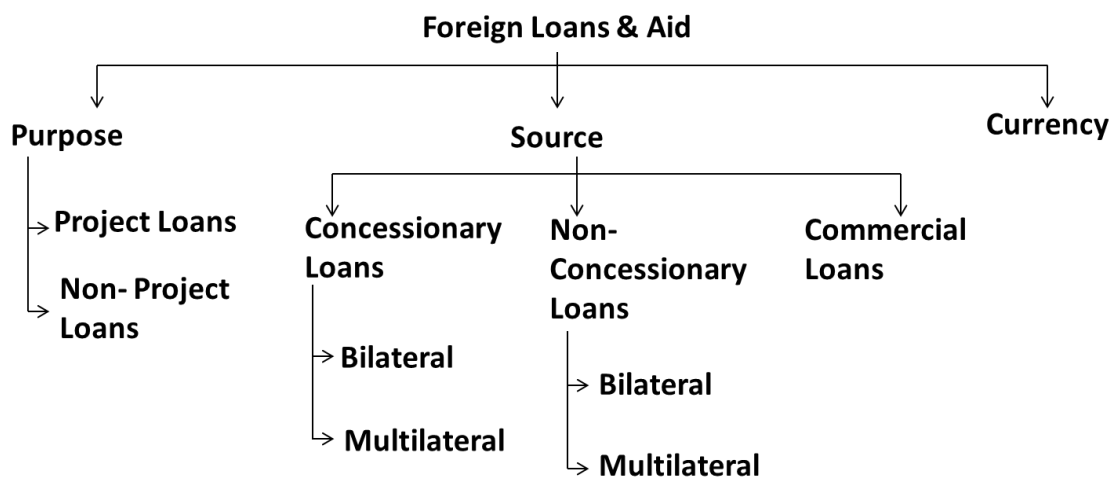 Foreign Loans & Aid
Purpose
Source
Currency
Project Loans
Non- Project
Loans
Concessionary
Loans
Bilateral
Multilateral
Non-
Concessionary
Loans
Bilateral
Multilateral
Commercial
Loans